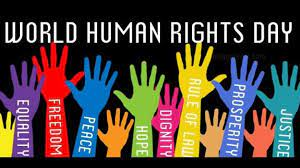 WORLD HUMAN RIGHTS DAY
EQUALITY
FREEDOM
PEACE
HOPE
DIGNITY
RULE OF LAW
PROSPERITY
JUSTICE